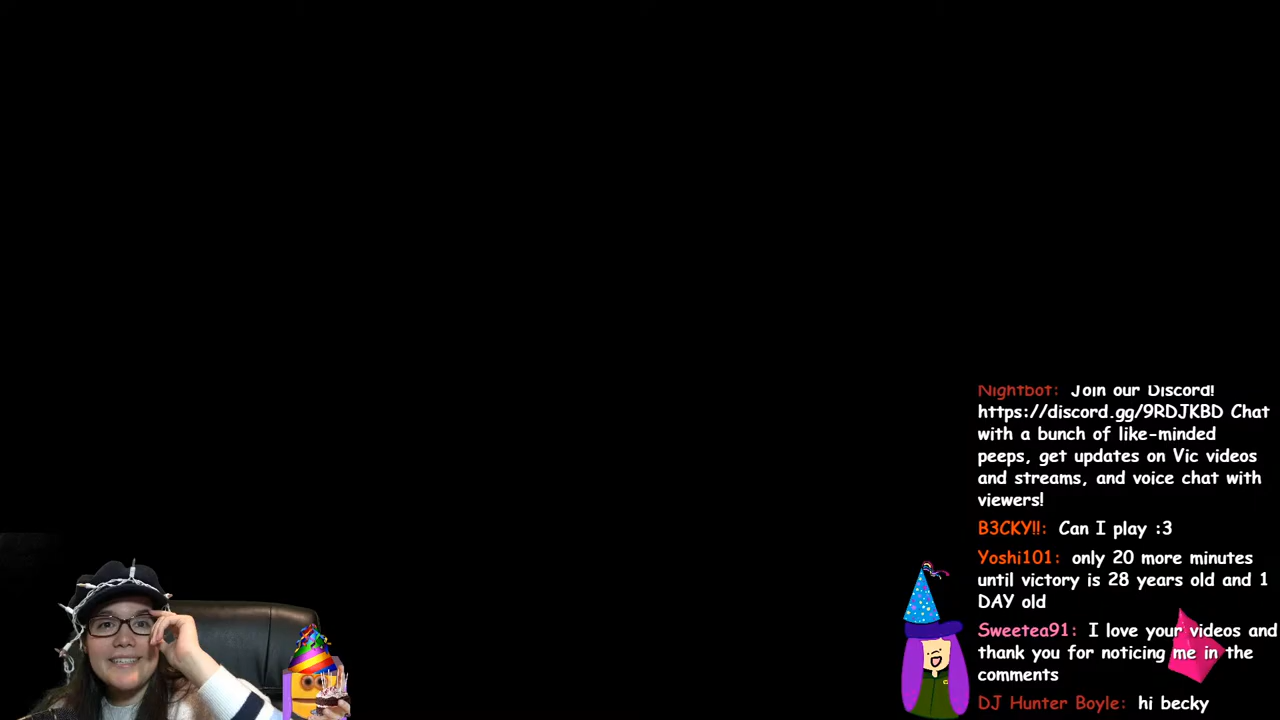 Nightbot: Join our Discord!
https://discord.gg/9RDJKBD Chat
with a bunch of like-minded
peeps, get updates on Vic videos
and streams, and voice chat with
viewers!
B3CKY!!: Can I play :3
Yoshi101: only 20 more minutes
until victory is 28 years old and 1
DAY old
Sweetea91: I love your videos and
thank you for noticing me in the
comments
DJ Hunter Boyle: hi becky